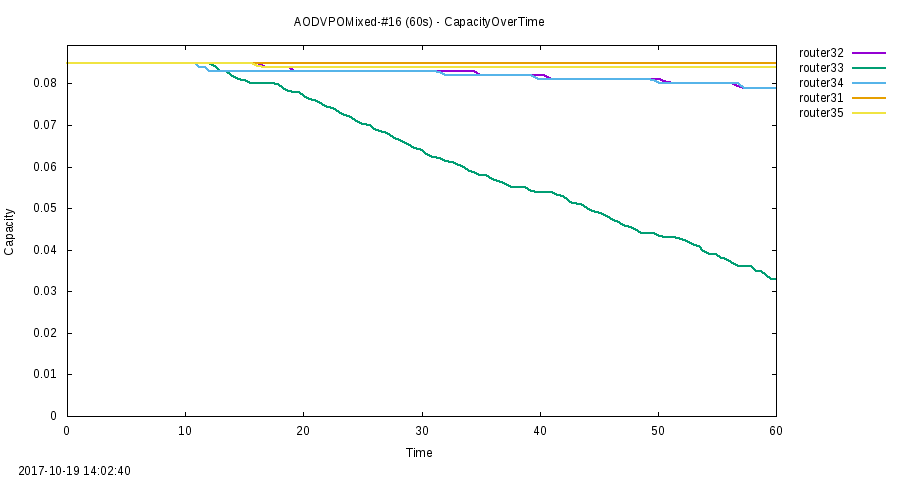 AODVPOMixed-#16 (60s) - CapacityOverTime
router32
router33
router34
router31
router35
0.08
0.07
0.06
0.05
0.04
0.03
0.02
0.01
0
Capacity
0 10 20 30 40 50 60
Time
2017-10-19 14:02:40